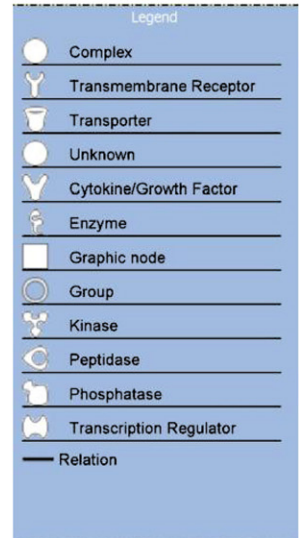 Legend
Complex
Transmembrane Receptor
Transporter
Unknown
Cytokine/Growth Factor
Enzyme
Graphic node
Group
Kinase
Peptidase
Phosphatase
Transcription Regulator
Relation